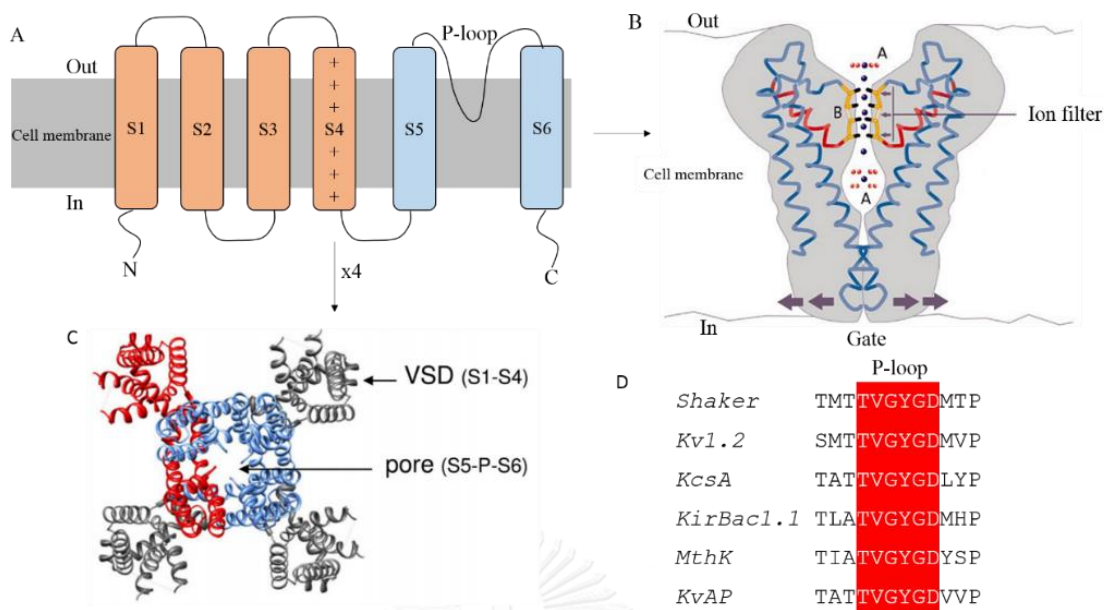 A
P-loop
Out
Cell membrane
S1
S2
S3
S4
+
+
+
+
+
+
+
S5
S6
In
N
C
x4
B
Out
A
B
Ion filter
Cell membrane
A
In
Gate
C
VSD (S1-S4)
pore (S5-P-S6)
D
P-loop
Shaker TMTTVGYGDMTP
Kv1.2 SMTTVGYGDMVP
KcsA TATTVGYGDLYP
KirBac1.1 TLATVGYGDMHP
MthK TIATVGYGDYSP
KvAP TATTVGYGDVVP